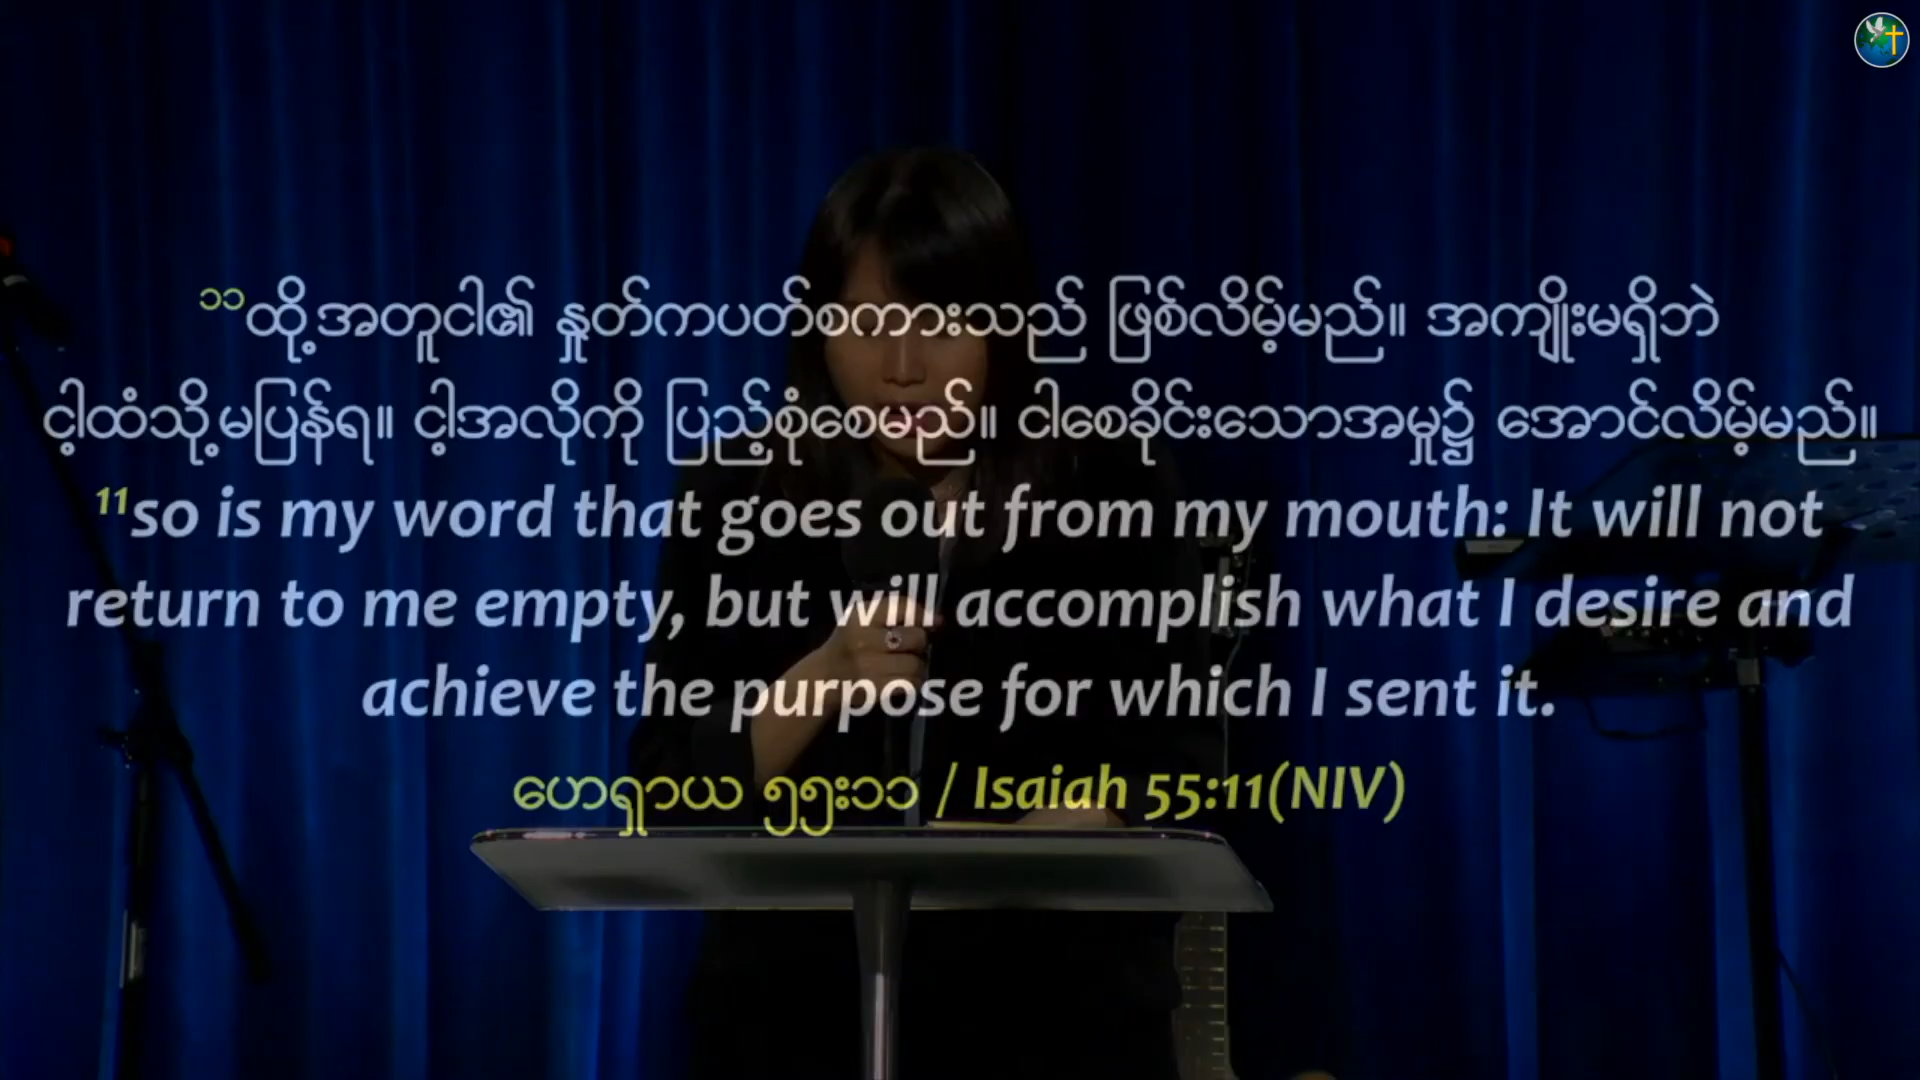 ၁၁ထို့အတူငါ၏ နှုတ်ကပတ်စကားသည် ဖြစ်လိမ့်မည်။ အကျိုးမရှိဘဲ
ငါ့ထံသို့မပြန်ရ။ ငါ့အလိုကို ပြည့်စုံစေမည်။ ငါစေခိုင်းသောအမှု၌ အောင်လိမ့်မည်။
11so is my word that goes out from my mouth: It will not
return to me empty, but will accomplish what I desire and
achieve the purpose for which I sent it.
ဟေရှာယ ၅၅း၁၁ / Isaiah 55:11(NIV)